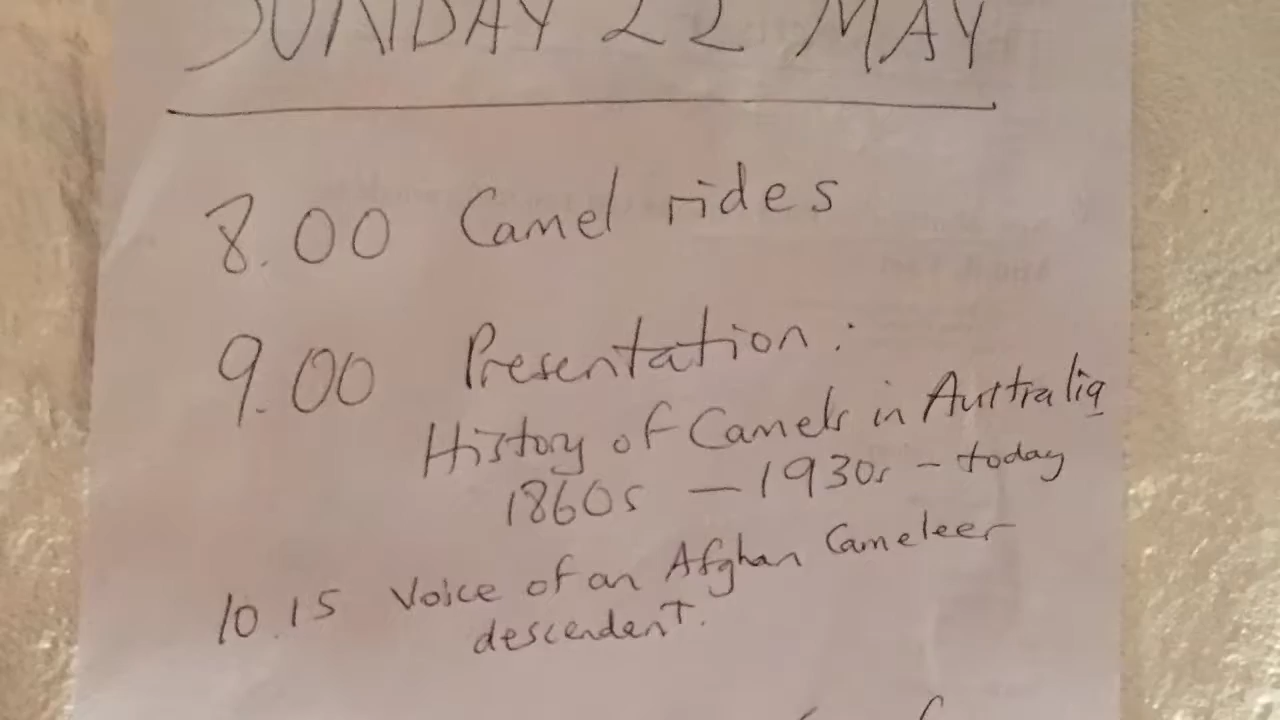 SUNDAY 22 MAY
8.00 Camel rides
9.00 Presentation:
History of Camels in Australia
1860s - 1930s - today
10.15 Voice of an Afghan Cameleer
descendent.